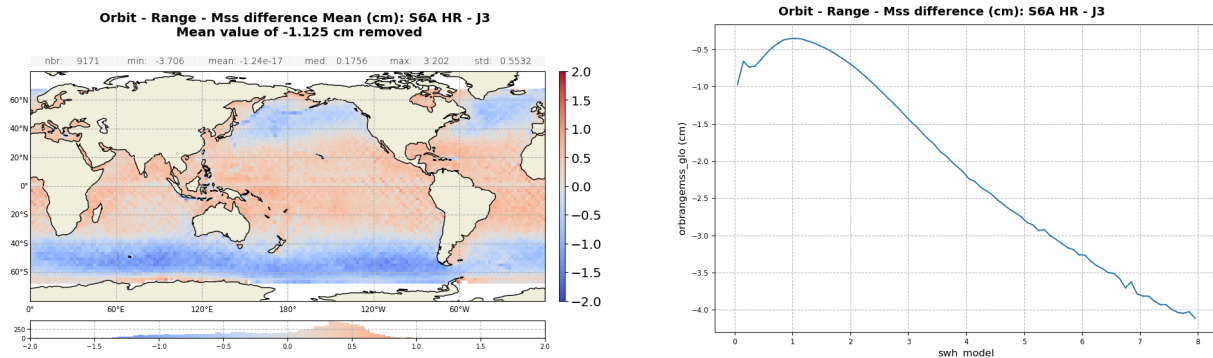 Orbit - Range - Mss difference Mean (cm): S6A HR - J3
Mean value of -1.125 cm removed
nbr: 9171 min: -3.706 mean: -1.24e-17 med: 0.1756 max: 3.202 std: 0.5532
60°N
40°N
20°N
0°
20°S
40°S
60°S
0° 60°E 120°E 180° 120°W 60°W
2.0
1.5
1.0
0.5
0.0
−0.5
−1.0
−1.5
−2.0
250
0
−2.0 −1.5 −1.0 −0.5 0.0 0.5 1.0 1.5 2.0
Orbit - Range - Mss difference (cm): S6A HR - J3
orbrangemss_glo (cm)
−0.5
−1.0
−1.5
−2.0
−2.5
−3.0
−3.5
−4.0
0 1 2 3 4 5 6 7 8
swh_model